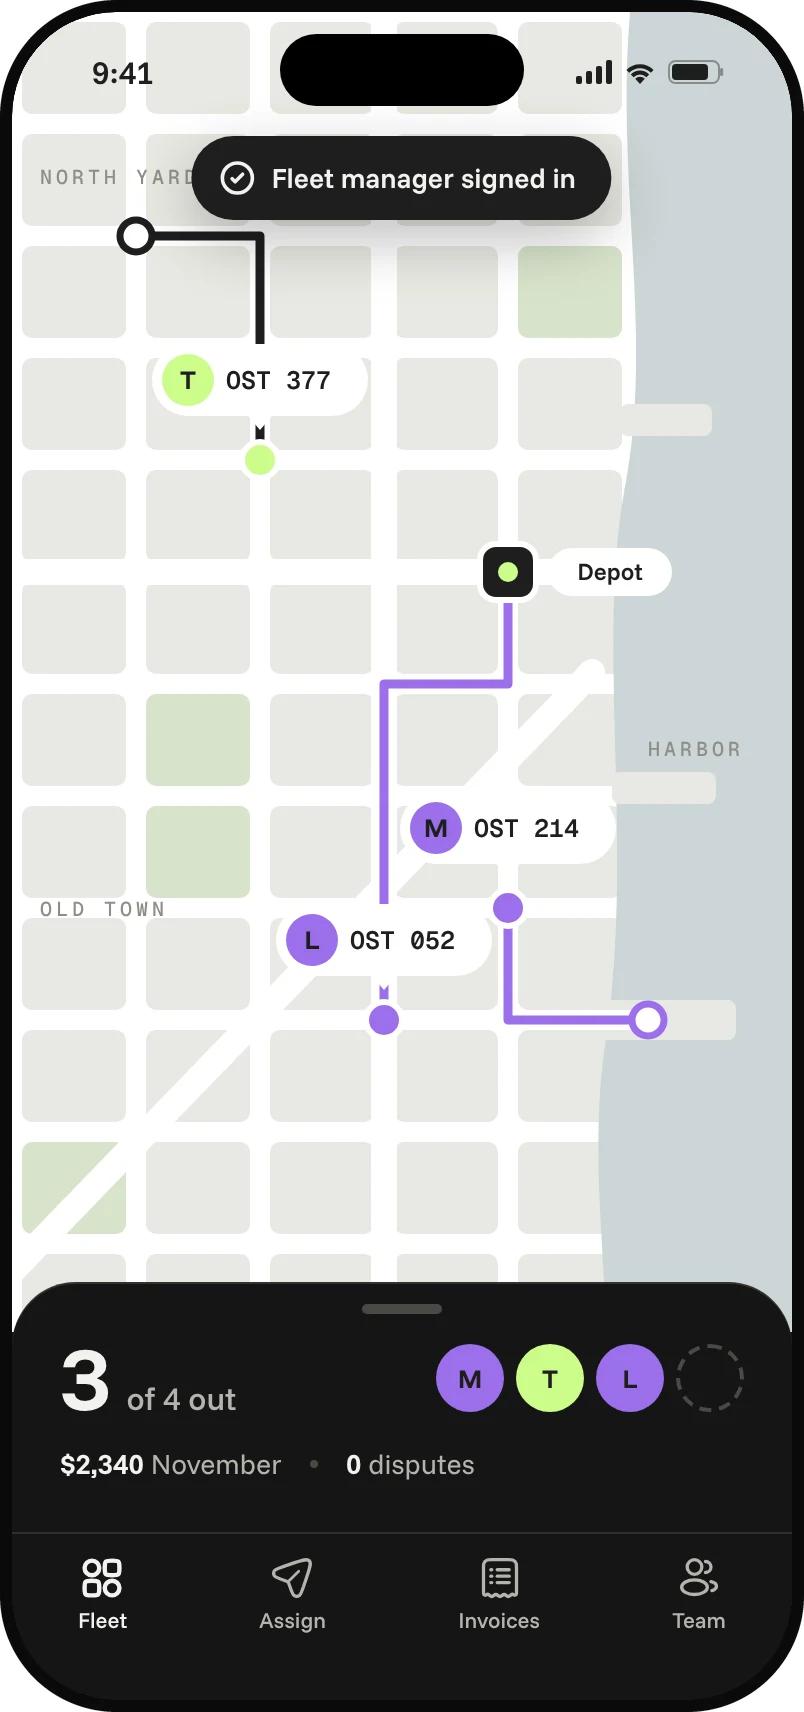 9:41
Fleet manager signed in
NORTH YARD
T OST 377
Depot
HARBOR
M OST 214
OLD TOWN
L OST 052
3 of 4 out
M T L
$2,340 November • 0 disputes
Fleet Assign Invoices Team